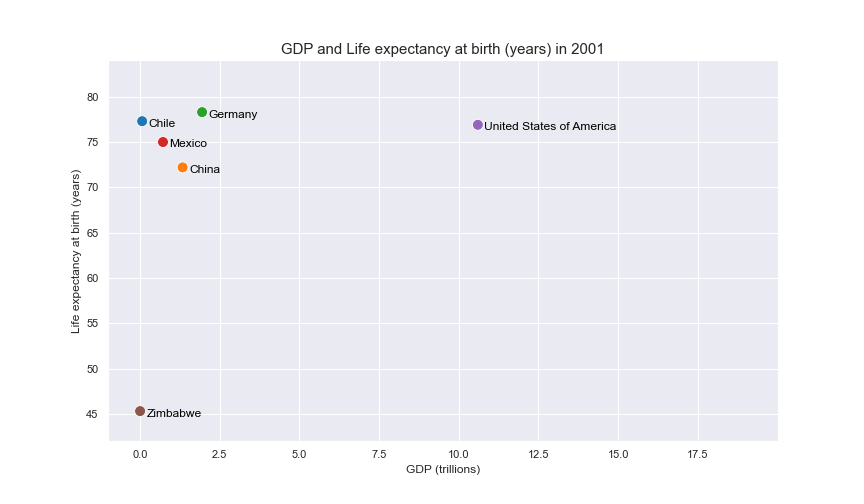 GDP and Life expectancy at birth (years) in 2001
Life expectancy at birth (years)
80
75
70
65
60
55
50
45
Germany
Chile
United States of America
Mexico
China
Zimbabwe
0.0 2.5 5.0 7.5 10.0 12.5 15.0 17.5
GDP (trillions)